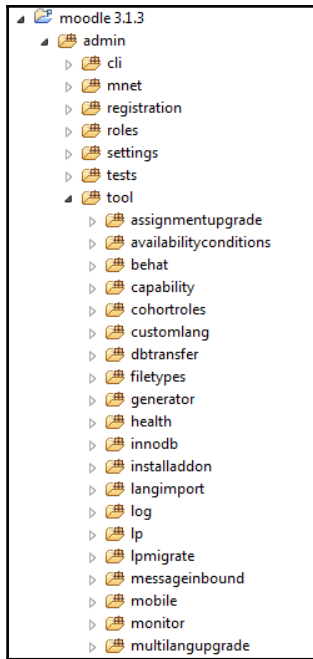 moodle 3.1.3
admin
cli
mnet
registration
roles
settings
tests
tool
assignmentupgrade
availabilityconditions
behat
capability
cohortroles
customlang
dbtransfer
filetypes
generator
health
innodb
installaddon
langimport
log
lp
lpmigrate
messageinbound
mobile
monitor
multilangupgrade